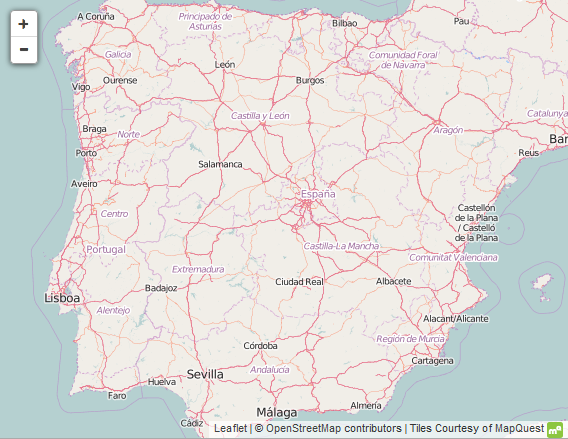 +
-
A Coruña
Principado de
Asturias
Bilbao
Pau
Galicia
León
Comunidad Foral
de Navarra
Vigo
Ourense
Burgos
Castilla y León
Catalunya
Braga
Norte
Aragón
Porto
Bar
Reus
Salamanca
Aveiro
España
Centro
Castellón
de la Plana
/ Castelló
de la Plana
Portugal
Castilla-La Mancha
Comunitat Valenciana
Extremadura
Ciudad Real
Albacete
Lisboa
Badajoz
Alentejo
Alacant/Alicante
Región de Murcia
Córdoba
Cartagena
Andalucía
Sevilla
Huelva
Faro
Almería
Málaga
Cádiz
Leaflet | © OpenStreetMap contributors | Tiles Courtesy of MapQuest
m